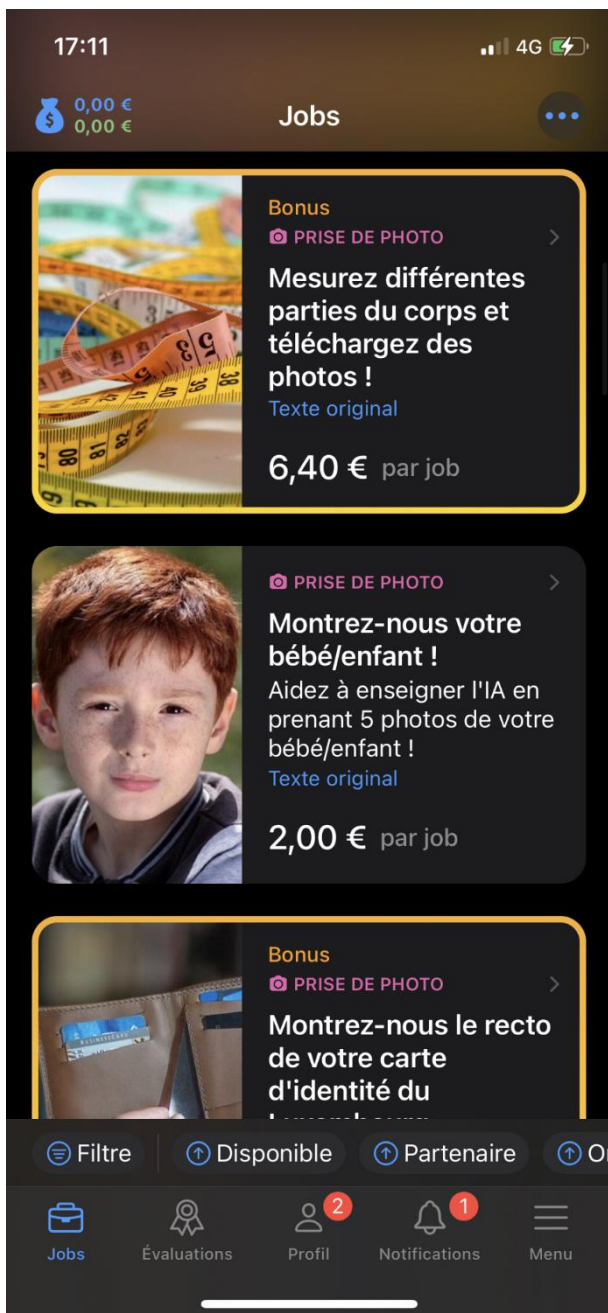 17:11
4G
0,00 €
0,00 €
Jobs
Bonus
PRISE DE PHOTO
Mesurez différentes
parties du corps et
téléchargez des
photos !
Texte original
6,40 € par job
PRISE DE PHOTO
Montrez-nous votre
bébé/enfant !
Aidez à enseigner l'IA en
prenant 5 photos de votre
bébé/enfant !
Texte original
2,00 € par job
Bonus
PRISE DE PHOTO
Montrez-nous le recto
de votre carte
d'identité du
Filtre
Disponible
Partenaire
Jobs
Évaluations
2
Profil
1
Notifications
Menu